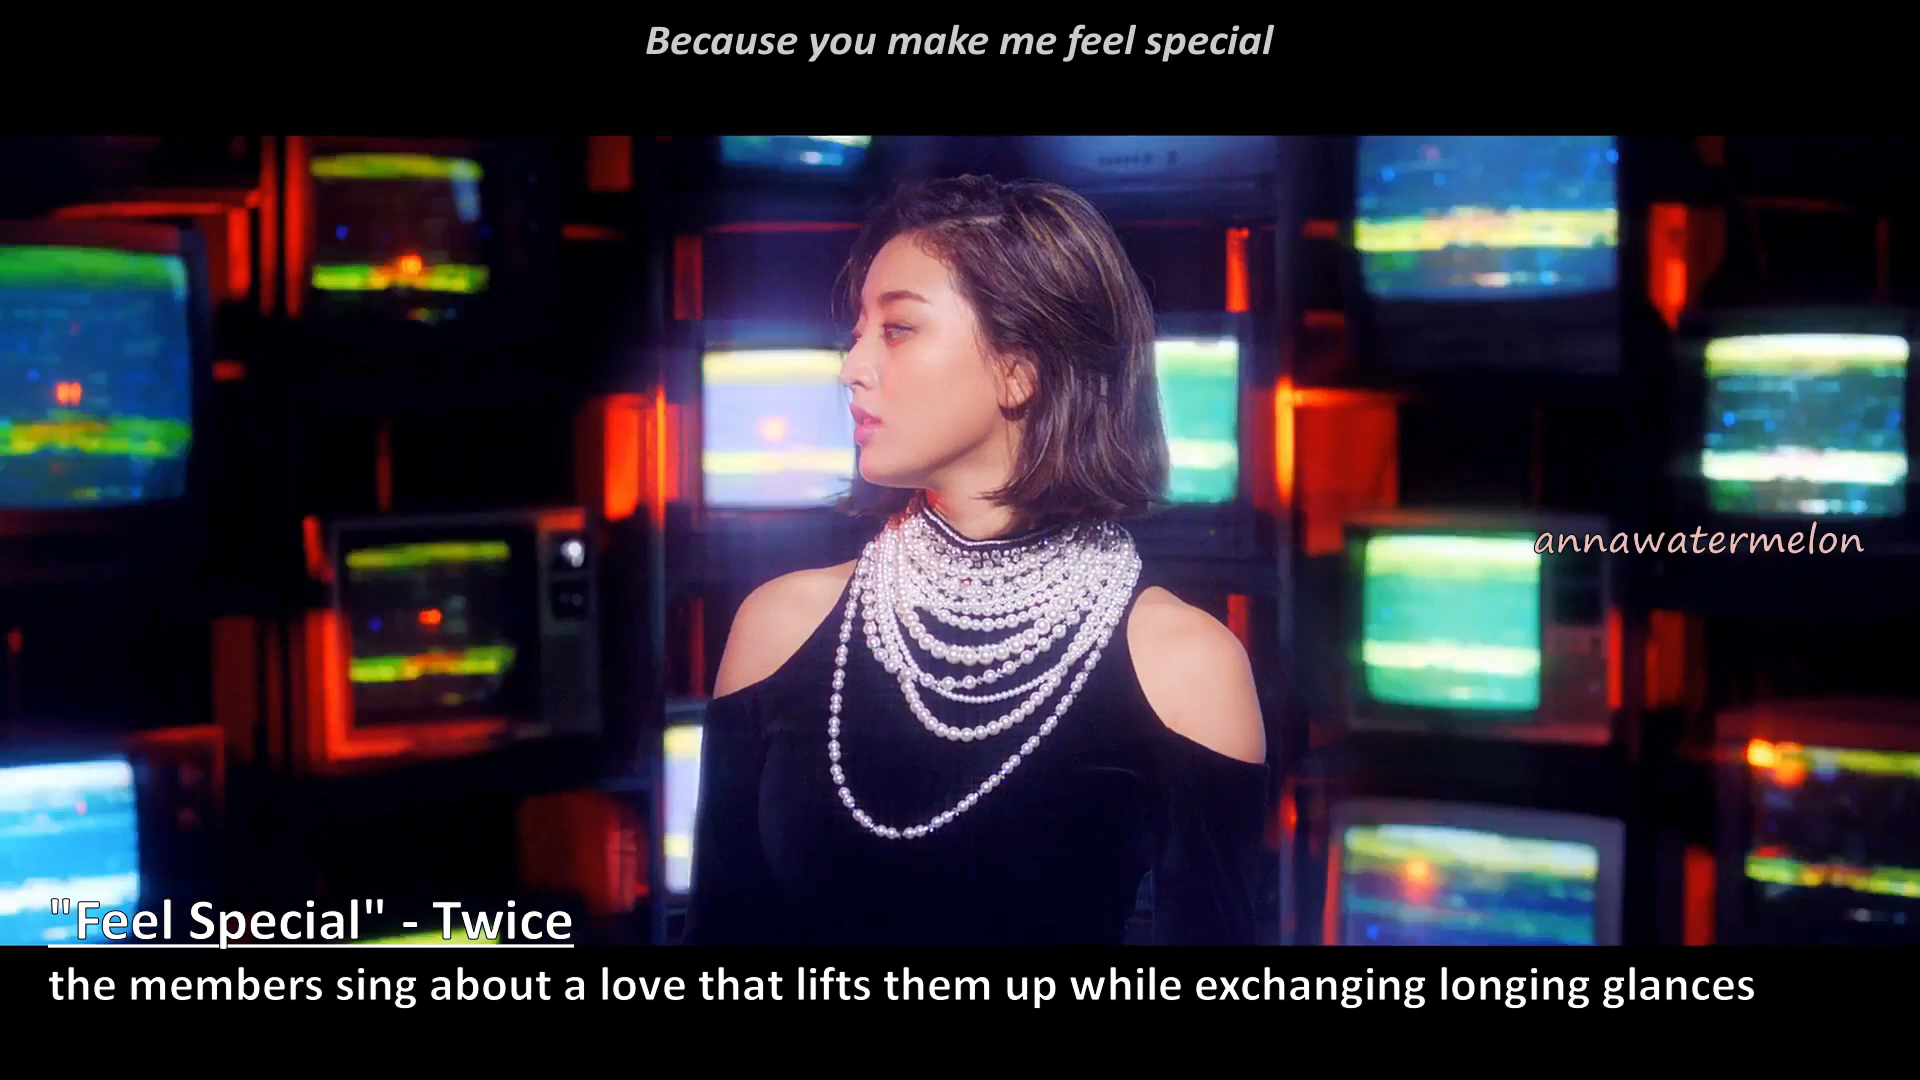 Because you make me feel special
annawatermelon
"Feel Special" - Twice
the members sing about a love that lifts them up while exchanging longing glances